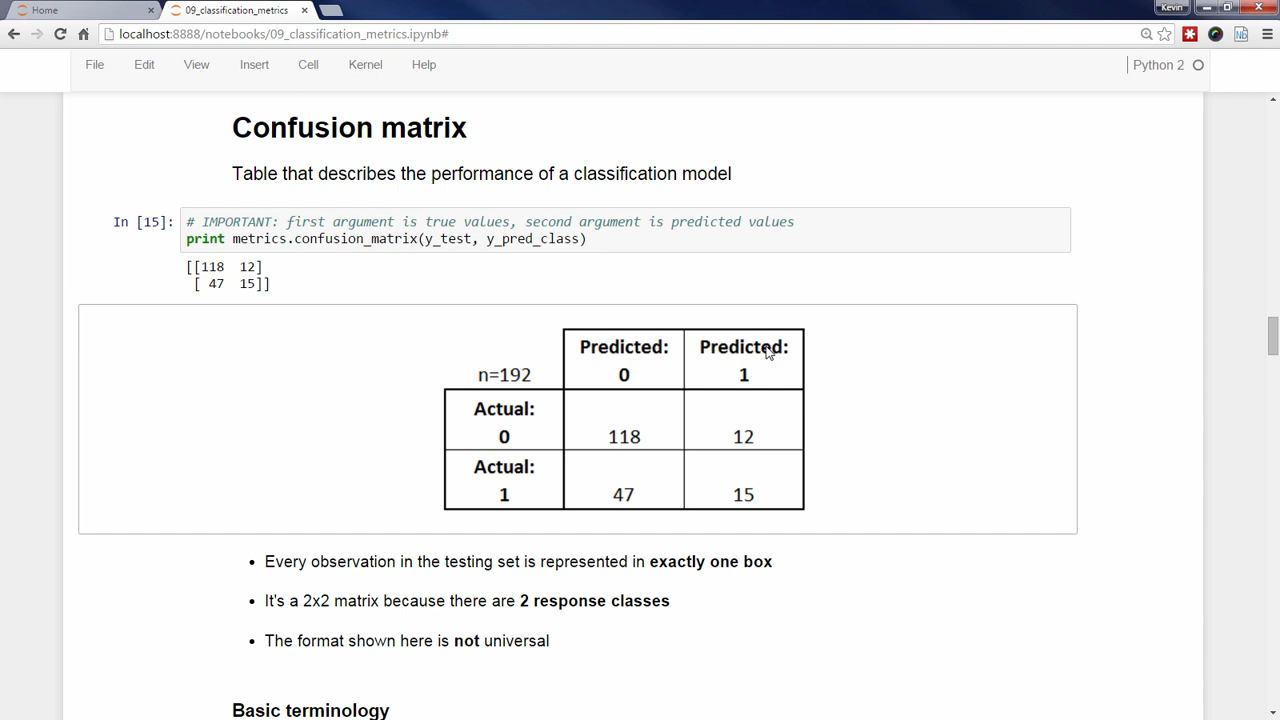 Home
09_classification_metrics
Kevin
localhost:8888/notebooks/09_classification_metrics.ipynb#
File Edit View Insert Cell Kernel Help Python 2
Confusion matrix
Table that describes the performance of a classification model
In [15]: # IMPORTANT: first argument is true values, second argument is predicted values
print metrics.confusion_matrix(y_test, y_pred_class)
[[118 12]
[ 47 15]]
Predicted: Predicted:
n=192 0 1
Actual:
0 118 12
Actual:
1 47 15
• Every observation in the testing set is represented in exactly one box
• It's a 2x2 matrix because there are 2 response classes
• The format shown here is not universal
Basic terminology